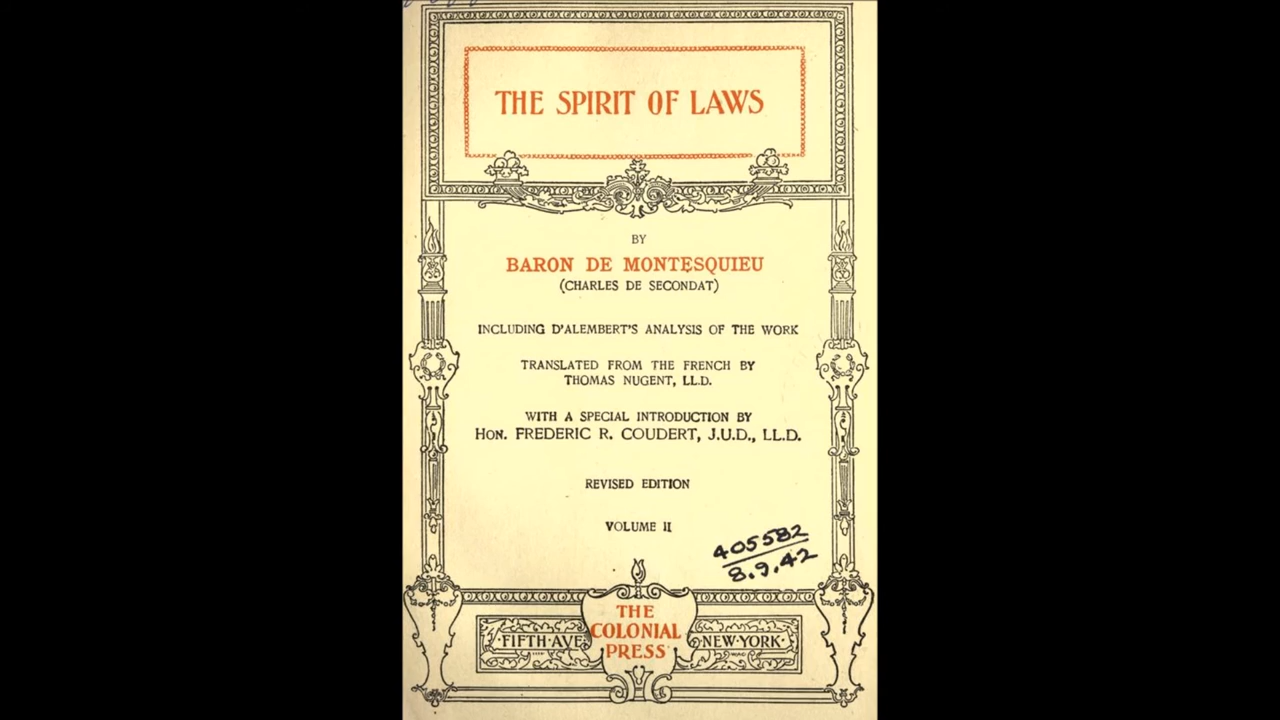 THE SPIRIT OF LAWS
BY
BARON DE MONTESQUIEU
(CHARLES DE SECONDAT)
INCLUDING D'ALEMBERT'S ANALYSIS OF THE WORK
TRANSLATED FROM THE FRENCH BY
THOMAS NUGENT, LL.D.
WITH A SPECIAL INTRODUCTION BY
HON. FREDERIC R. COUDERT, J.U.D., LL.D.
REVISED EDITION
VOLUME II
405582
8.9.42
THE
COLONIAL
PRESS
·FIFTH·AVE
·NEW·YORK·